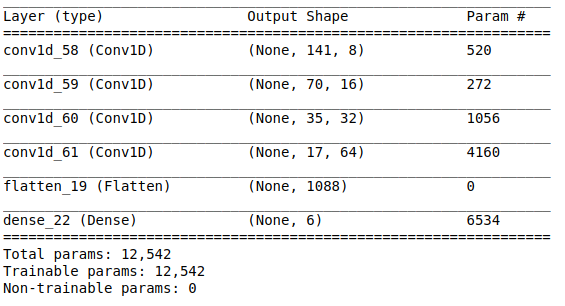 Layer (type) Output Shape Param #
conv1d_58 (Conv1D) (None, 141, 8) 520
conv1d_59 (Conv1D) (None, 70, 16) 272
conv1d_60 (Conv1D) (None, 35, 32) 1056
conv1d_61 (Conv1D) (None, 17, 64) 4160
flatten_19 (Flatten) (None, 1088) 0
dense_22 (Dense) (None, 6) 6534
Total params: 12,542
Trainable params: 12,542
Non-trainable params: 0